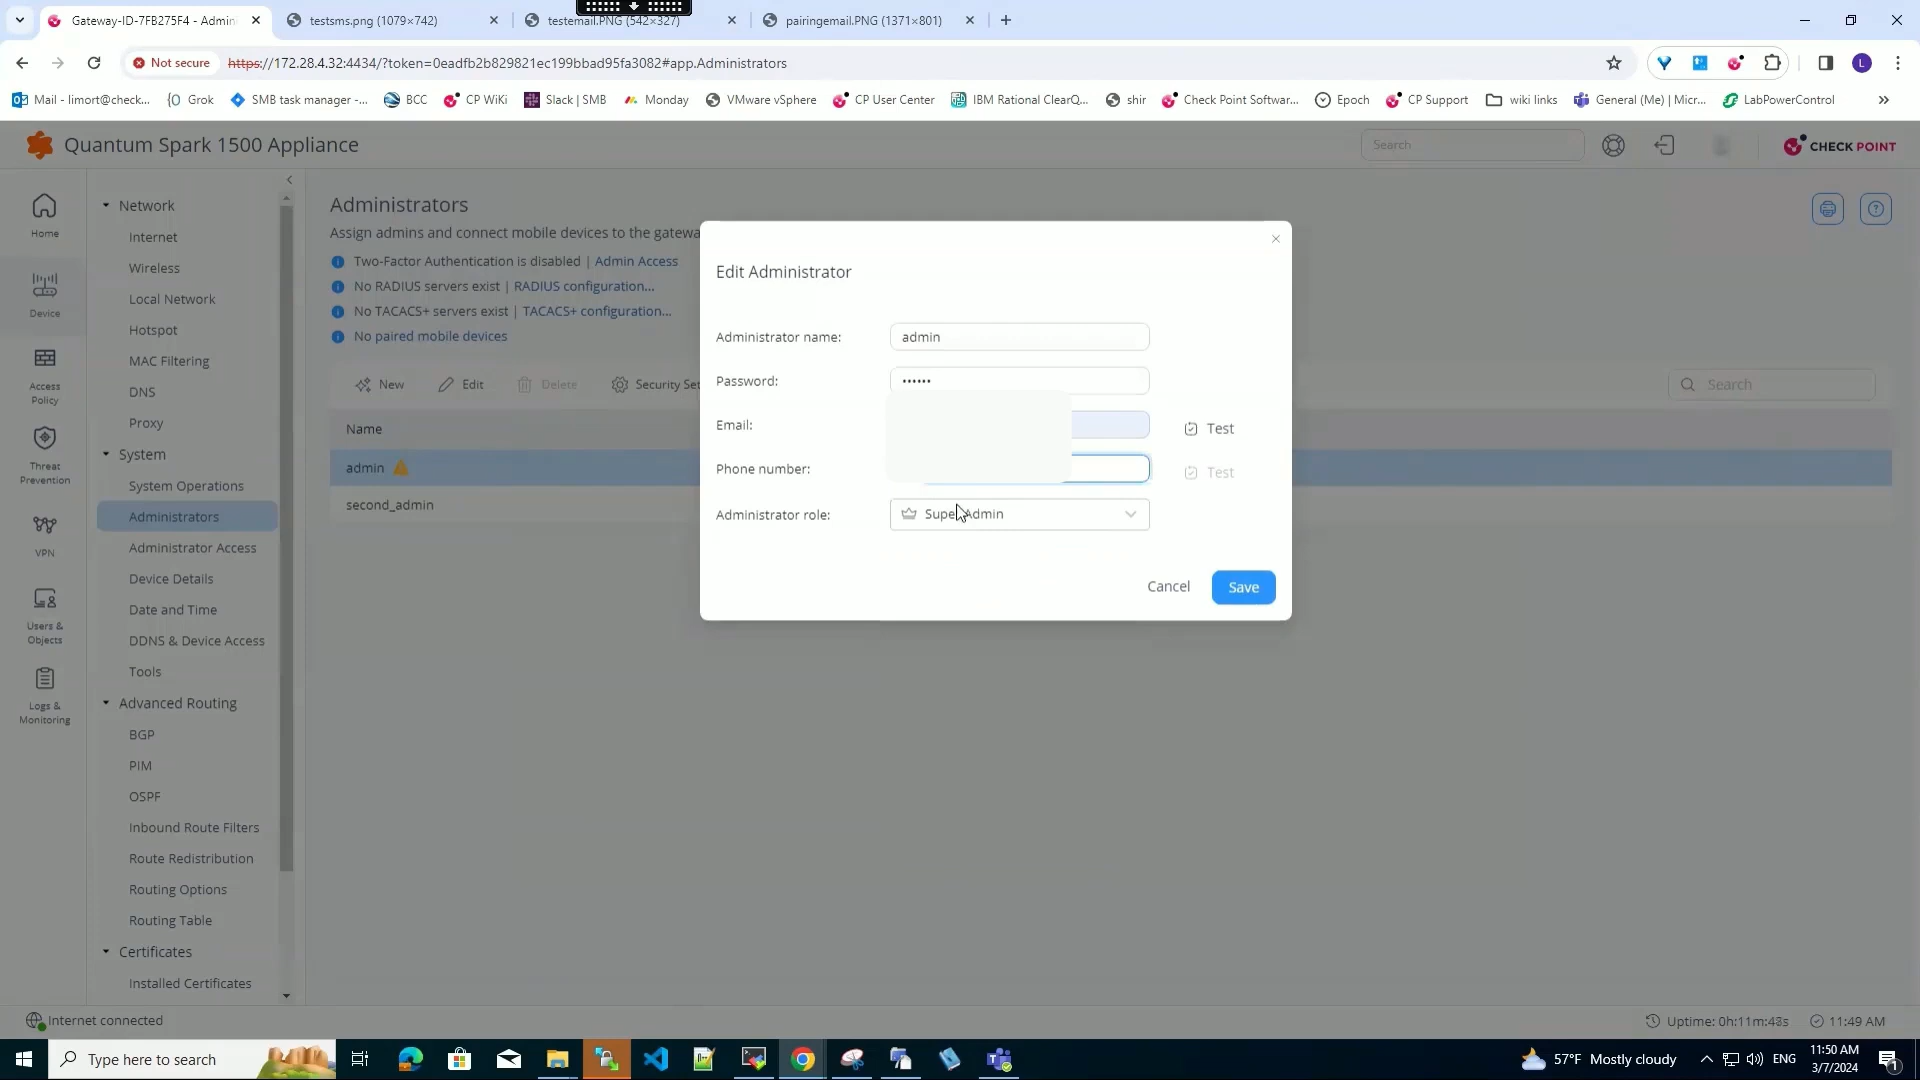 Gateway-ID-7FB275F4 - Admin
testsms.png (1079×742)
testemail.PNG (542×327)
pairingemail.PNG (1371×801)
Not secure
https://172.28.4.32:4434/?token=0eadfb2b829821ec199bbad95fa3082#app.Administrators
Mail - limort@check...
Grok
SMB task manager -...
BCC
CP WiKi
Slack | SMB
Monday
VMware vSphere
CP User Center
IBM Rational ClearQ...
shir
Check Point Softwar...
Epoch
CP Support
wiki links
General (Me) | Micr...
LabPowerControl
Quantum Spark 1500 Appliance
Search
CHECK POINT
Home
Device
Access
Policy
Threat
Prevention
VPN
Users &
Objects
Logs &
Monitoring
Network
Internet
Wireless
Local Network
Hotspot
MAC Filtering
DNS
Proxy
System
System Operations
Administrators
Administrator Access
Device Details
Date and Time
DDNS & Device Access
Tools
Advanced Routing
BGP
PIM
OSPF
Inbound Route Filters
Route Redistribution
Routing Options
Routing Table
Certificates
Installed Certificates
Administrators
Assign admins and connect mobile devices to the gatewa
Two-Factor Authentication is disabled | Admin Access
No RADIUS servers exist | RADIUS configuration...
No TACACS+ servers exist | TACACS+ configuration...
No paired mobile devices
New
Edit
Delete
Security Set
Search
Name
admin
second_admin
Edit Administrator
Administrator name:
admin
Password:
••••••
Email:
Test
Phone number:
Test
Administrator role:
Super Admin
Cancel
Save
Internet connected
Uptime: 0h:11m:48s
11:49 AM
Type here to search
57°F Mostly cloudy
ENG
11:50 AM
3/7/2024
1